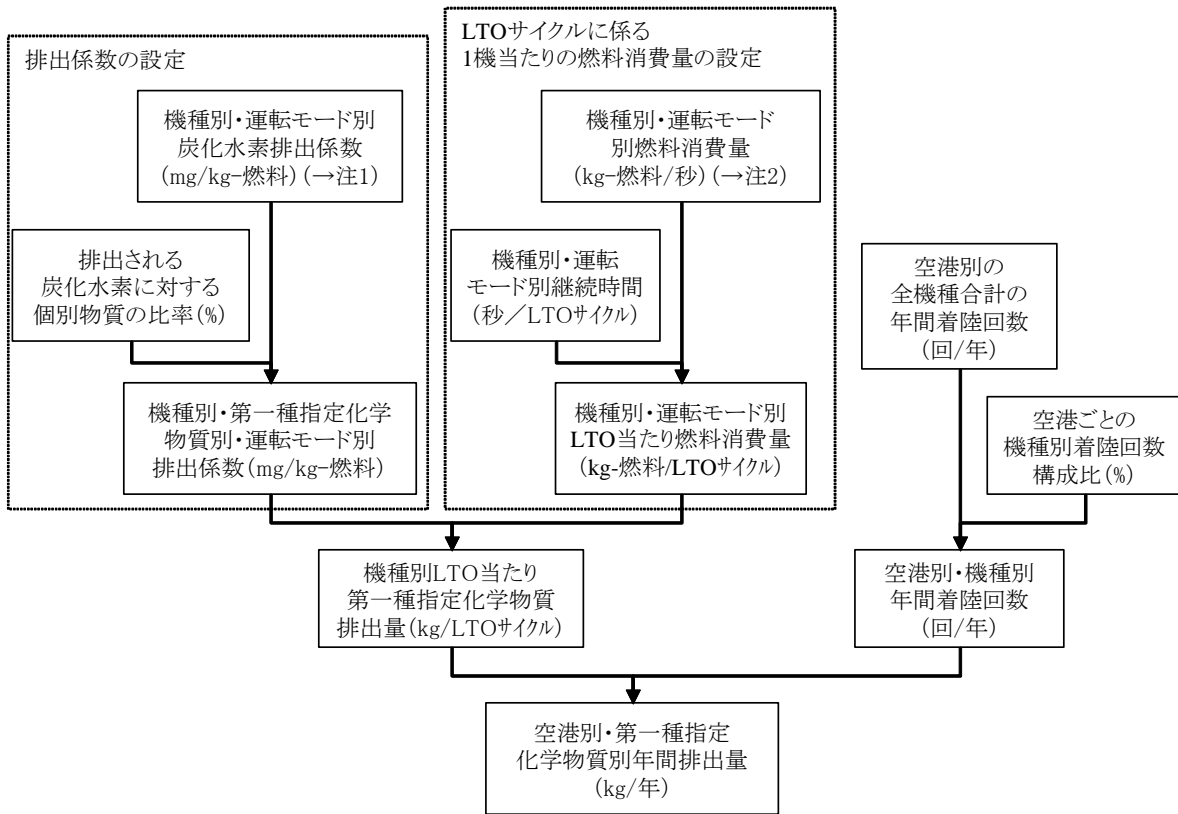 排出係数の設定
機種別・運転モード別
炭化水素排出係数
(mg/kg-燃料)(→注1)
排出される
炭化水素に対する
個別物質の比率(%)
機種別・第一種指定化学
物質別・運転モード別
排出係数(mg/kg-燃料)
LTOサイクルに係る
1機当たりの燃料消費量の設定
機種別・運転モード
別燃料消費量
(kg-燃料/秒)(→注2)
機種別・運転
モード別継続時間
(秒／LTOサイクル)
機種別・運転モード別
LTO当たり燃料消費量
(kg-燃料/LTOサイクル)
空港別の
全機種合計の
年間着陸回数
(回/年)
空港ごとの
機種別着陸回数
構成比(%)
機種別LTO当たり
第一種指定化学物質
排出量(kg/LTOサイクル)
空港別・機種別
年間着陸回数
(回/年)
空港別・第一種指定
化学物質別年間排出量
(kg/年)